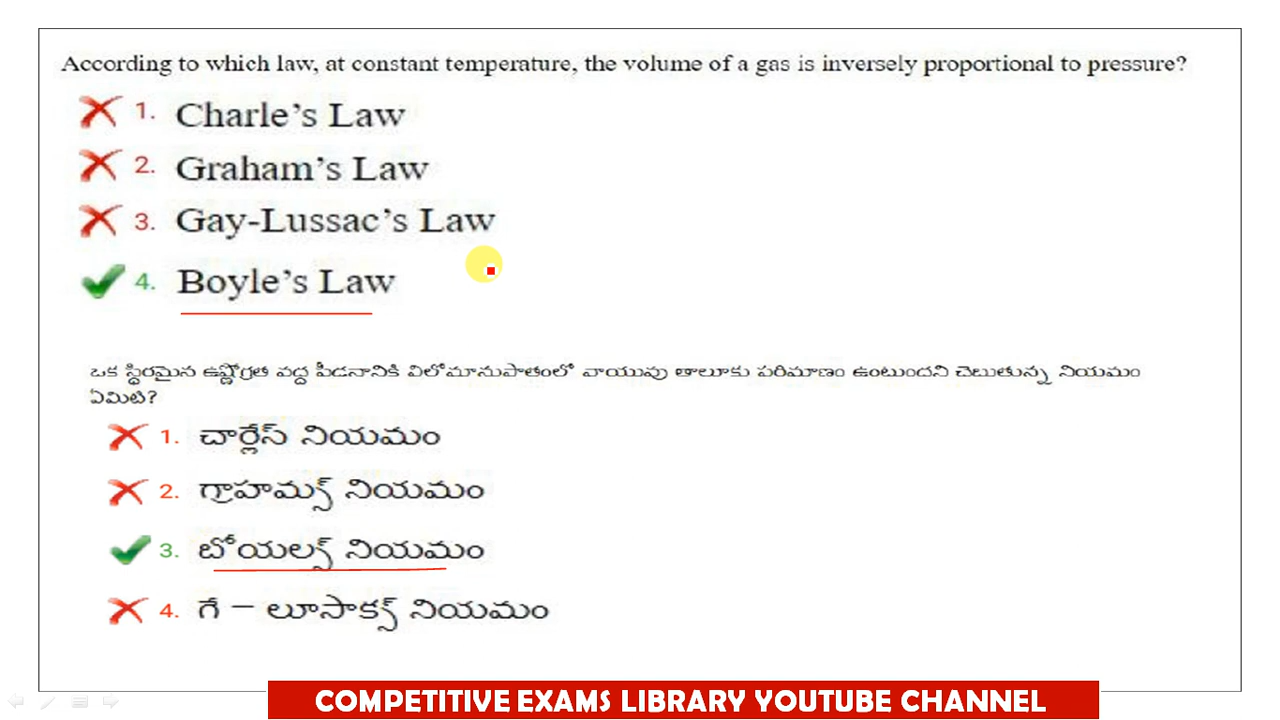 According to which law, at constant temperature, the volume of a gas is inversely proportional to pressure?
1. Charle's Law
2. Graham's Law
3. Gay-Lussac's Law
4. Boyle's Law
ఒక స్థిరమైన ఉష్ణోగ్రత వద్ద పీడనానికి విలోమానుపాతంలో వాయువు తాలూకు పరిమాణం ఉంటుందని చెబుతున్న నియమం
ఏమిటి?
1. చార్లేస్ నియమం
2. గ్రాహమ్స్ నియమం
3. బోయల్స్ నియమం
4. గే – లూసాక్స్ నియమం
COMPETITIVE EXAMS LIBRARY YOUTUBE CHANNEL